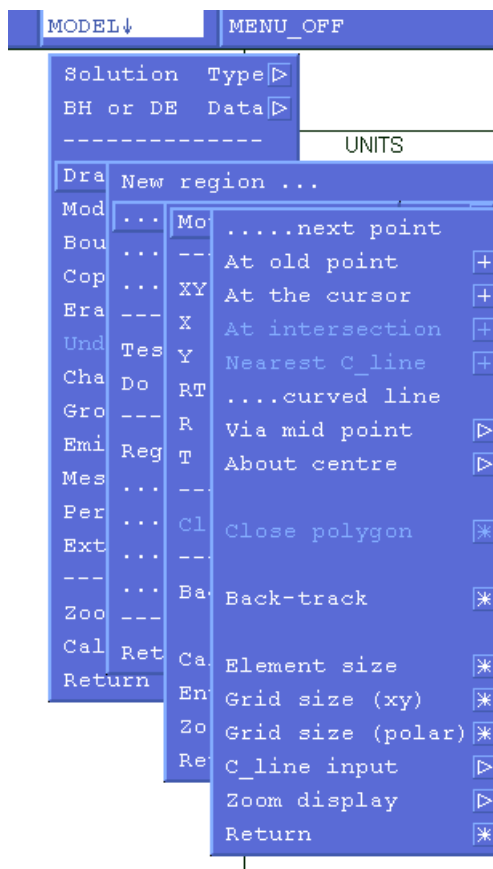 MODEL↓ MENU_OFF
Solution Type
BH or DE Data
---------------
UNITS
Dra
Mod
Bou
Cop
Era
Und
Cha
Gro
Emi
Mes
Per
Ext
---
Zoo
Cal
Return
New region ...
...
...
...
---
Tes
Do
---
Reg
...
...
...
...
---
Ret
Mo
---
XY
X
Y
RT
R
T
---
Cl
---
Ba
Ca
En
Zo
Re
.....next point
At old point +
At the cursor +
At intersection +
Nearest C_line +
....curved line
Via mid point
About centre
Close polygon *
Back-track *
Element size *
Grid size (xy) *
Grid size (polar) *
C_line input
Zoom display
Return *